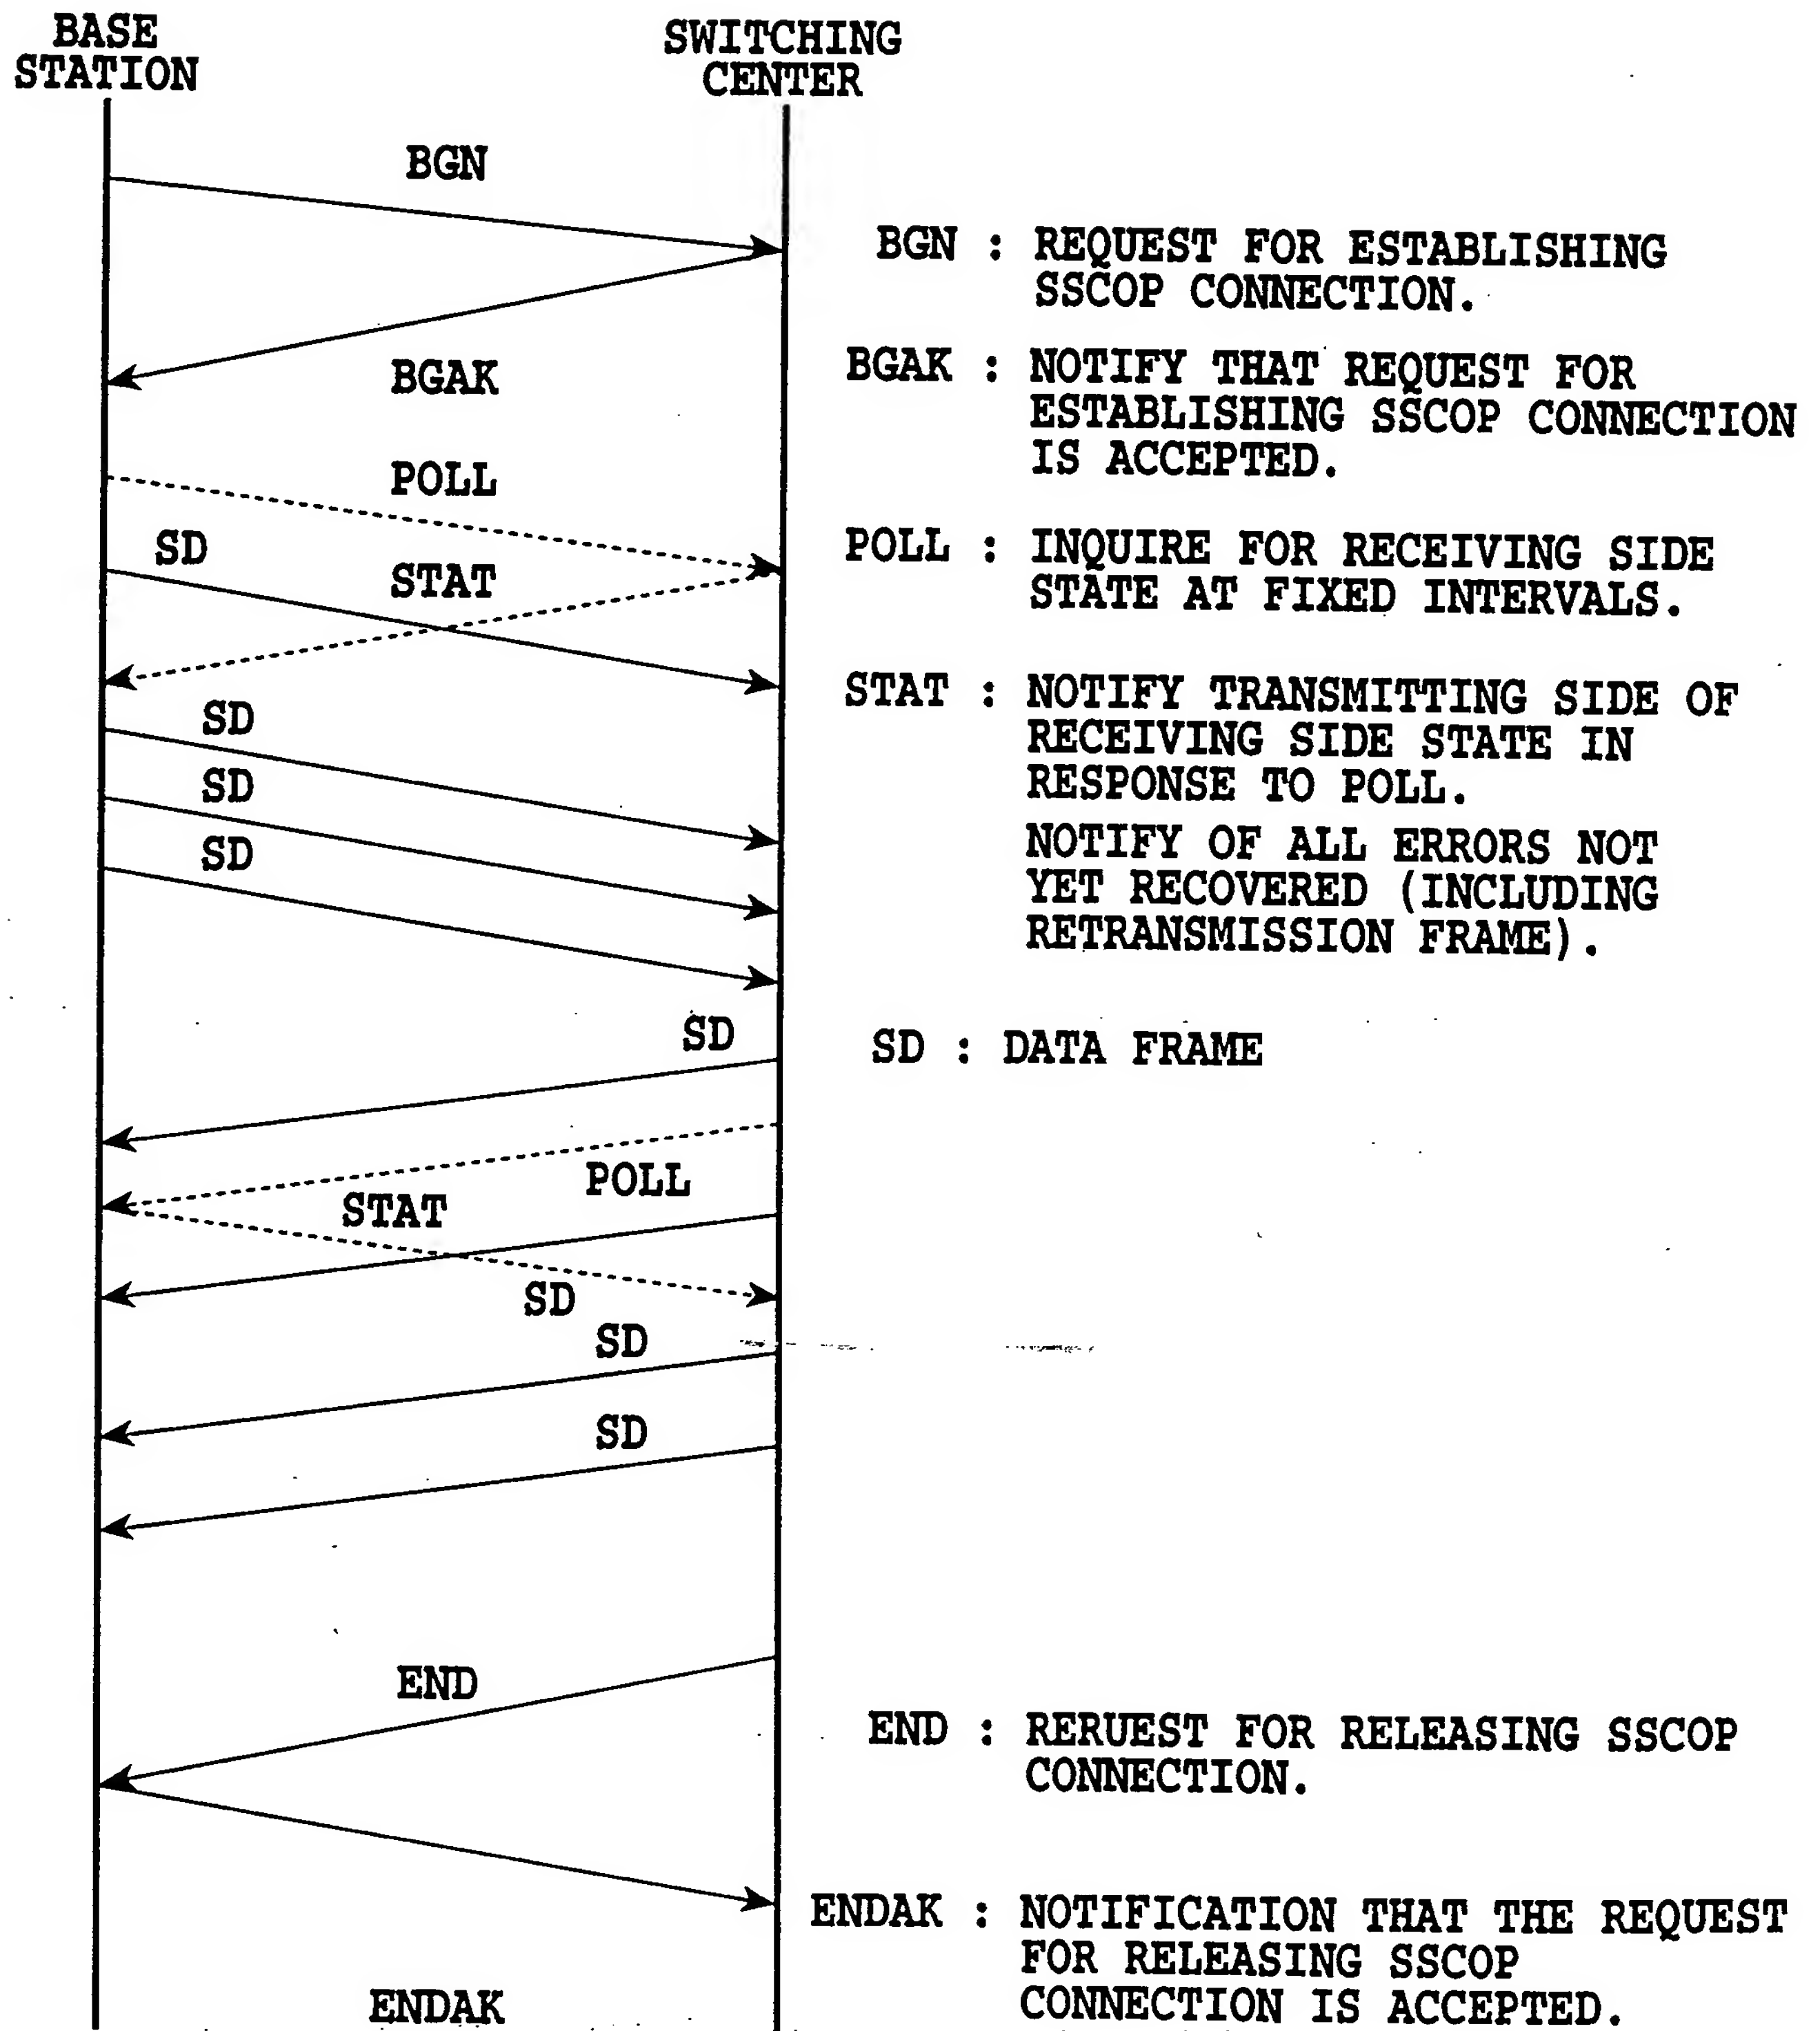 BASE
STATION
SWITCHING
CENTER
BGN
BGN : REQUEST FOR ESTABLISHING
SSCOP CONNECTION.
BGAK
BGAK : NOTIFY THAT REQUEST FOR
ESTABLISHING SSCOP CONNECTION
IS ACCEPTED.
POLL
SD
STAT
POLL : INQUIRE FOR RECEIVING SIDE
STATE AT FIXED INTERVALS.
SD
SD
SD
STAT : NOTIFY TRANSMITTING SIDE OF
RECEIVING SIDE STATE IN
RESPONSE TO POLL.
NOTIFY OF ALL ERRORS NOT
YET RECOVERED (INCLUDING
RETRANSMISSION FRAME).
SD
SD : DATA FRAME
POLL
STAT
SD
SD
SD
END
END : RERUEST FOR RELEASING SSCOP
CONNECTION.
ENDAK : NOTIFICATION THAT THE REQUEST
FOR RELEASING SSCOP
CONNECTION IS ACCEPTED.
ENDAK